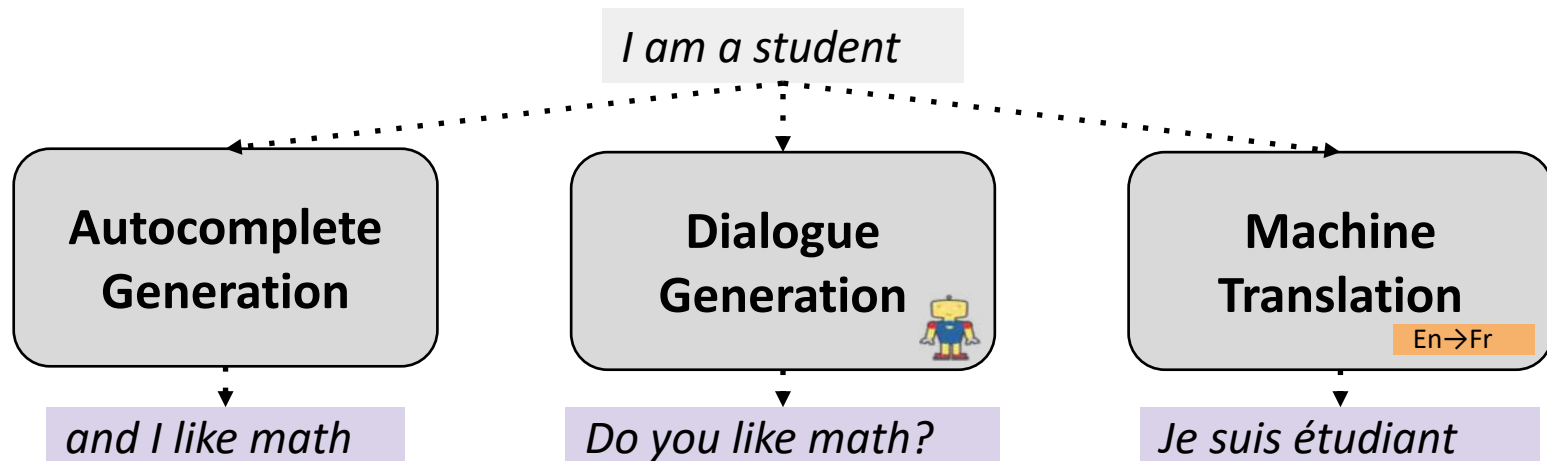 I am a student
Autocomplete
Generation
Dialogue
Generation
Machine
Translation
En→Fr
and I like math
Do you like math?
Je suis étudiant